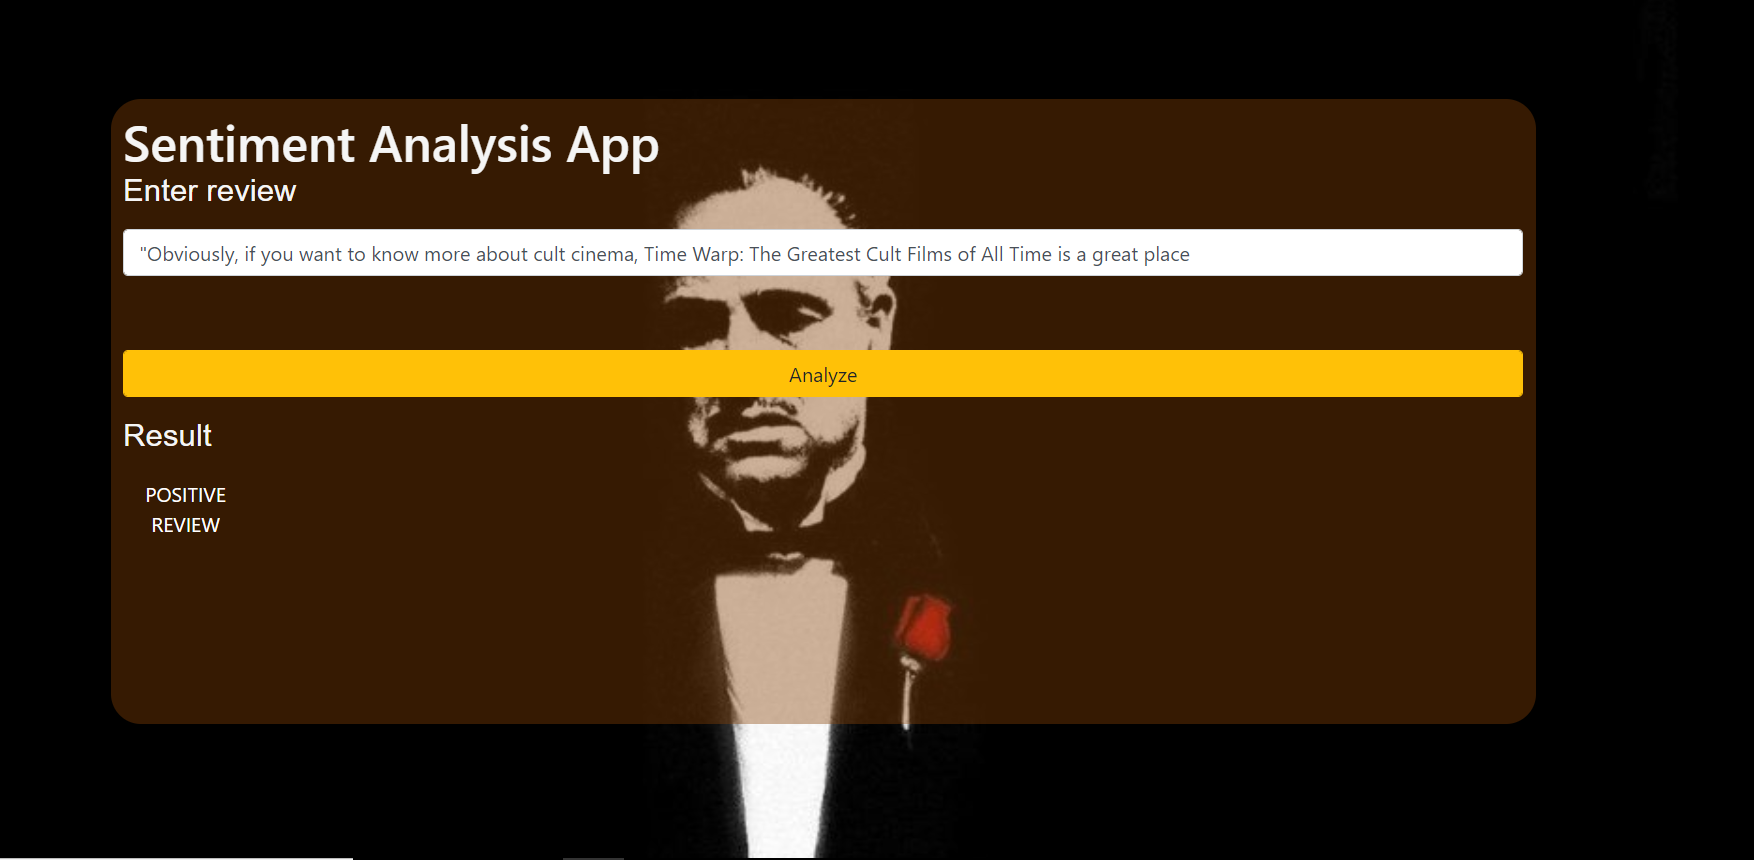 Sentiment Analysis App
Enter review
"Obviously, if you want to know more about cult cinema, Time Warp: The Greatest Cult Films of All Time is a great place
Analyze
Result
POSITIVE
REVIEW